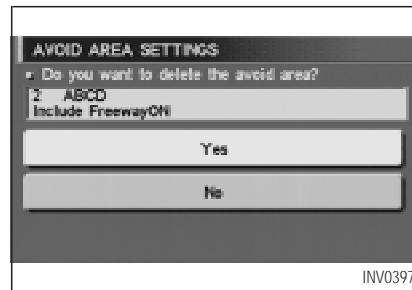 AVOID AREA SETTINGS
Do you want to delete the avoid area?
2 ABCD
Include FreewayON
Yes
No
INV0397